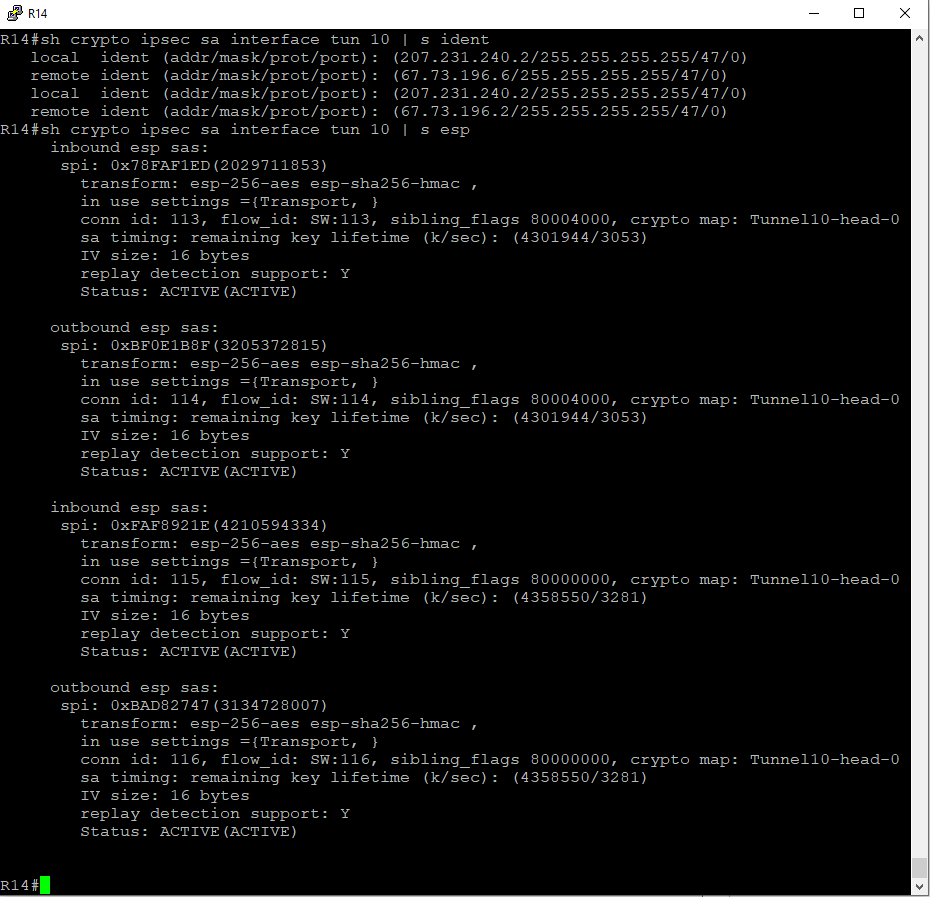 R14
R14#sh crypto ipsec sa interface tun 10 | s ident
   local  ident (addr/mask/prot/port): (207.231.240.2/255.255.255.255/47/0)
   remote ident (addr/mask/prot/port): (67.73.196.6/255.255.255.255/47/0)
   local  ident (addr/mask/prot/port): (207.231.240.2/255.255.255.255/47/0)
   remote ident (addr/mask/prot/port): (67.73.196.2/255.255.255.255/47/0)
R14#sh crypto ipsec sa interface tun 10 | s esp
     inbound esp sas:
      spi: 0x78FAF1ED(2029711853)
        transform: esp-256-aes esp-sha256-hmac ,
        in use settings ={Transport, }
        conn id: 113, flow_id: SW:113, sibling_flags 80004000, crypto map: Tunnel10-head-0
        sa timing: remaining key lifetime (k/sec): (4301944/3053)
        IV size: 16 bytes
        replay detection support: Y
        Status: ACTIVE(ACTIVE)

     outbound esp sas:
      spi: 0xBF0E1B8F(3205372815)
        transform: esp-256-aes esp-sha256-hmac ,
        in use settings ={Transport, }
        conn id: 114, flow_id: SW:114, sibling_flags 80004000, crypto map: Tunnel10-head-0
        sa timing: remaining key lifetime (k/sec): (4301944/3053)
        IV size: 16 bytes
        replay detection support: Y
        Status: ACTIVE(ACTIVE)

     inbound esp sas:
      spi: 0xFAF8921E(4210594334)
        transform: esp-256-aes esp-sha256-hmac ,
        in use settings ={Transport, }
        conn id: 115, flow_id: SW:115, sibling_flags 80000000, crypto map: Tunnel10-head-0
        sa timing: remaining key lifetime (k/sec): (4358550/3281)
        IV size: 16 bytes
        replay detection support: Y
        Status: ACTIVE(ACTIVE)

     outbound esp sas:
      spi: 0xBAD82747(3134728007)
        transform: esp-256-aes esp-sha256-hmac ,
        in use settings ={Transport, }
        conn id: 116, flow_id: SW:116, sibling_flags 80000000, crypto map: Tunnel10-head-0
        sa timing: remaining key lifetime (k/sec): (4358550/3281)
        IV size: 16 bytes
        replay detection support: Y
        Status: ACTIVE(ACTIVE)

R14#